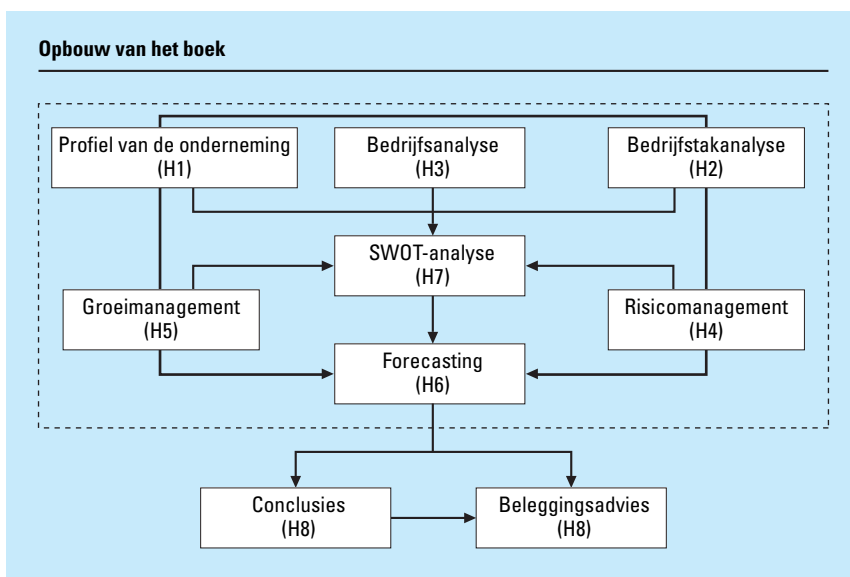 Opbouw van het boek
Profiel van de onderneming
(H1)
Bedrijfsanalyse
(H3)
Bedrijfstakanalyse
(H2)
SWOT-analyse
(H7)
Groeimanagement
(H5)
Risicomanagement
(H4)
Forecasting
(H6)
Conclusies
(H8)
Beleggingsadvies
(H8)